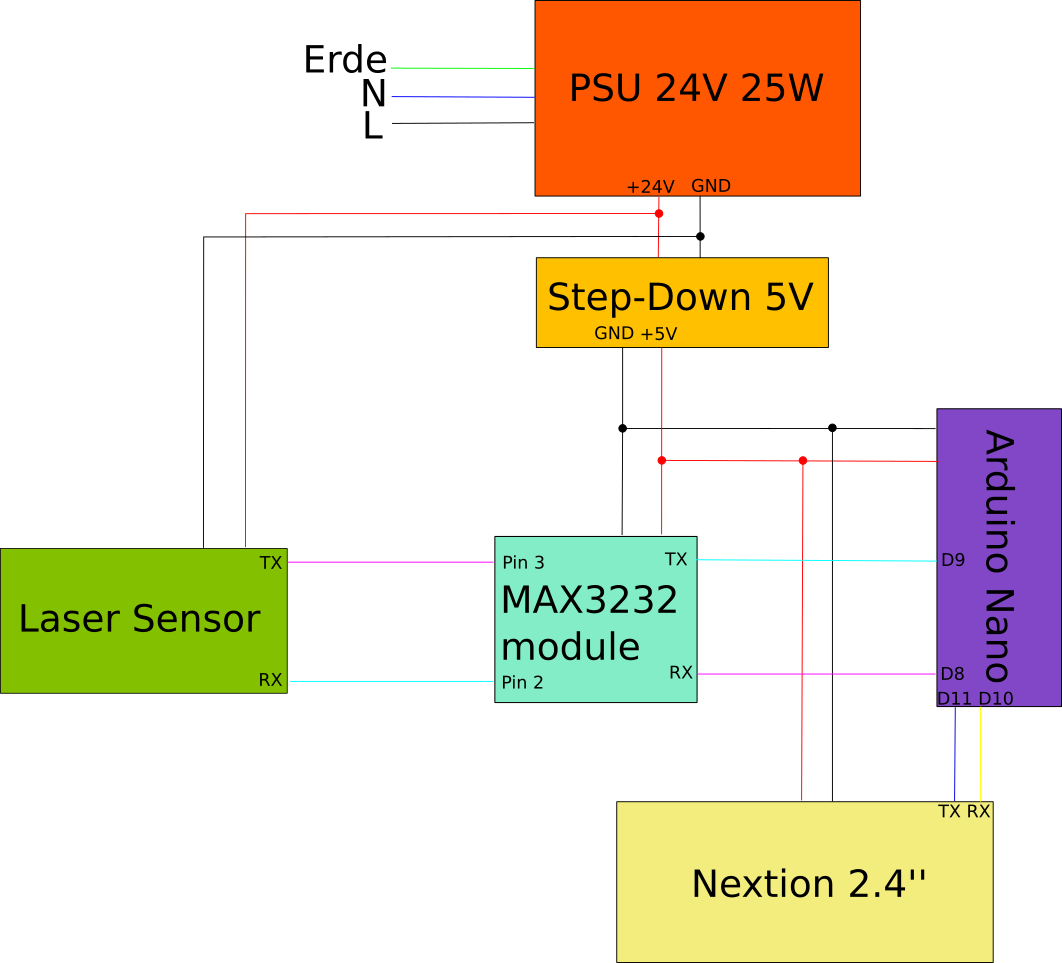 Erde
N
L
PSU 24V 25W
+24V GND
Step-Down 5V
GND +5V
Arduino Nano
D9
D8
D11 D10
TX
Laser Sensor
RX
Pin 3
TX
MAX3232
module
RX
Pin 2
TX RX
Nextion 2.4''